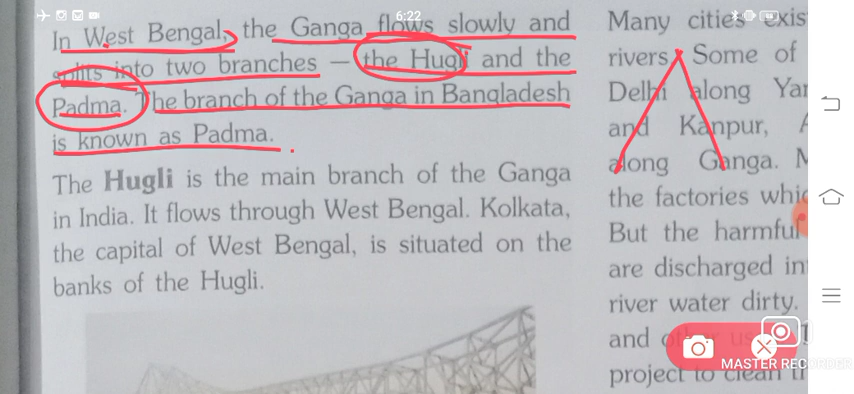 6:22
In West Bengal, the Ganga flows slowly and
splits into two branches — the Hugli and the
Padma. The branch of the Ganga in Bangladesh
is known as Padma.
The Hugli is the main branch of the Ganga
in India. It flows through West Bengal. Kolkata,
the capital of West Bengal, is situated on the
banks of the Hugli.
Many cities exis
rivers. Some of
Delhi along Yam
and Kanpur, A
along Ganga. M
the factories whic
But the harmful
are discharged in
river water dirty.
and
project to clean
MASTER RECORDER